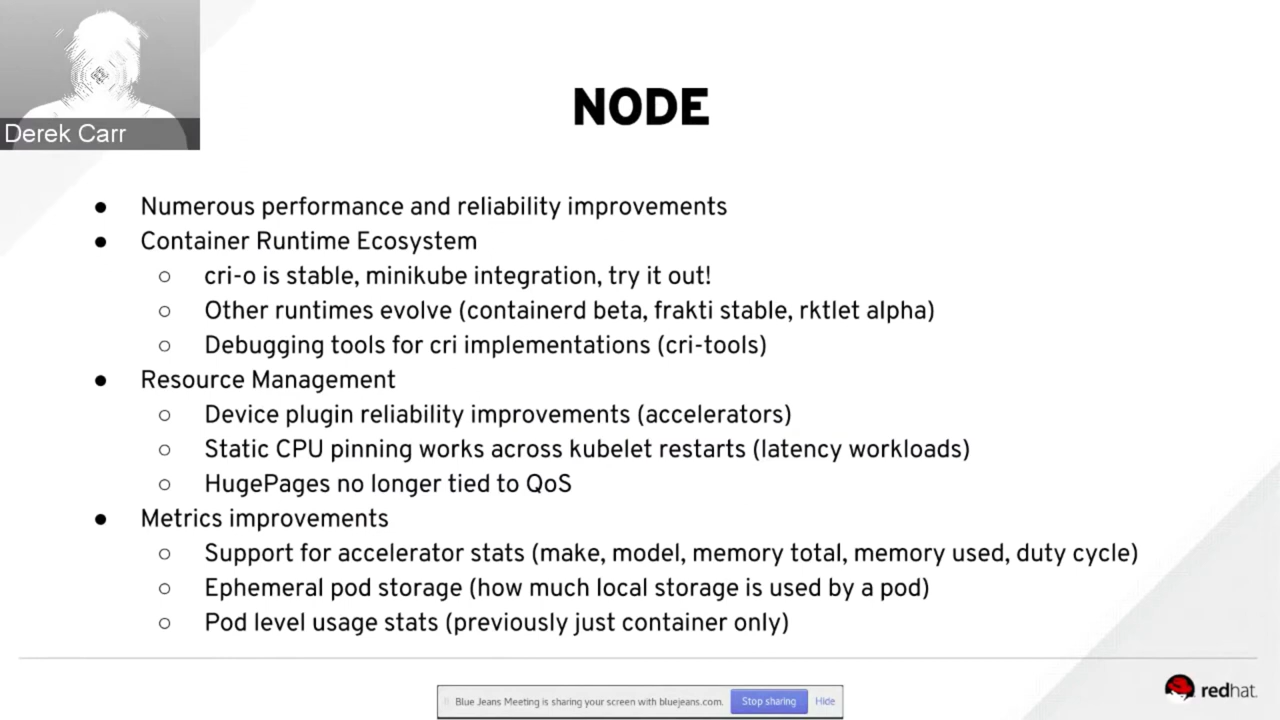 Derek Carr
NODE
● Numerous performance and reliability improvements
● Container Runtime Ecosystem
○ cri-o is stable, minikube integration, try it out!
○ Other runtimes evolve (containerd beta, frakti stable, rktlet alpha)
○ Debugging tools for cri implementations (cri-tools)
● Resource Management
○ Device plugin reliability improvements (accelerators)
○ Static CPU pinning works across kubelet restarts (latency workloads)
○ HugePages no longer tied to QoS
● Metrics improvements
○ Support for accelerator stats (make, model, memory total, memory used, duty cycle)
○ Ephemeral pod storage (how much local storage is used by a pod)
○ Pod level usage stats (previously just container only)
Blue Jeans Meeting is sharing your screen with bluejeans.com. Stop sharing Hide
redhat.